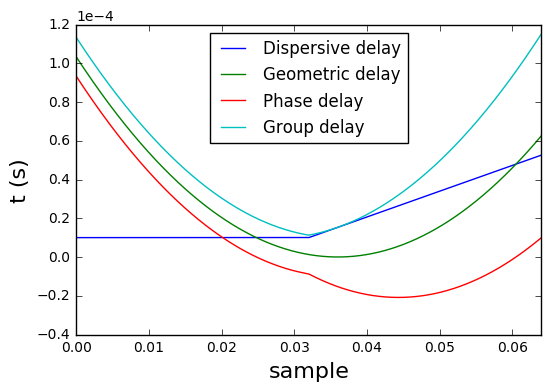 1e−4
1.2
1.0
0.8
0.6
0.4
0.2
0.0
−0.2
−0.4
t (s)
Dispersive delay
Geometric delay
Phase delay
Group delay
0.00 0.01 0.02 0.03 0.04 0.05 0.06
sample